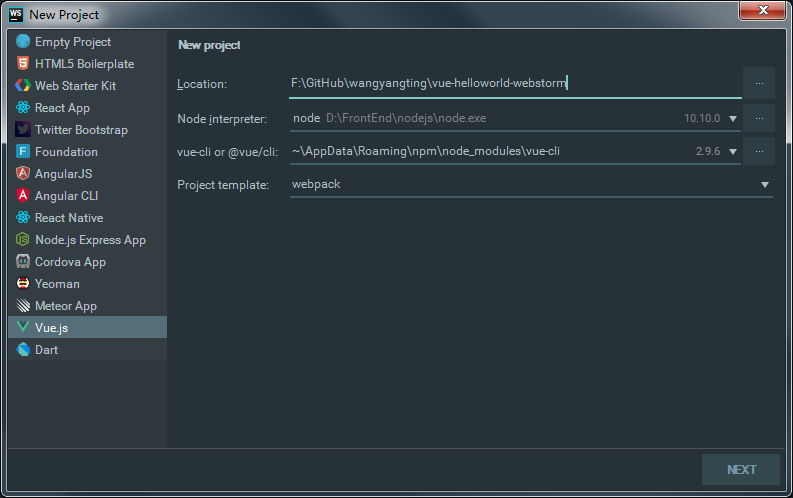 WS New Project
Empty Project
HTML5 Boilerplate
Web Starter Kit
React App
Twitter Bootstrap
Foundation
AngularJS
Angular CLI
React Native
Node.js Express App
Cordova App
Yeoman
Meteor App
Vue.js
Dart
New project
Location: F:\GitHub\wangyangting\vue-helloworld-webstorm ...
Node interpreter: node D:\FrontEnd\nodejs\node.exe 10.10.0 ...
vue-cli or @vue/cli: ~\AppData\Roaming\npm\node_modules\vue-cli 2.9.6 ...
Project template: webpack
NEXT